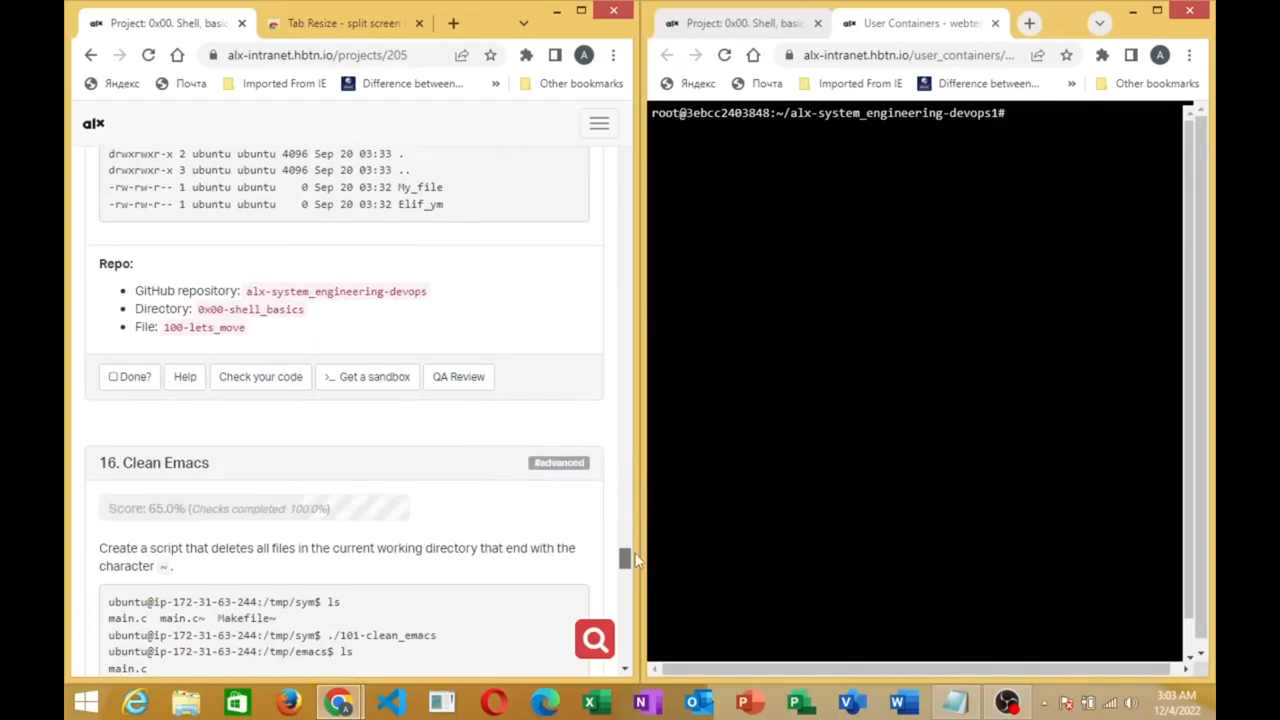 Project: 0x00. Shell, basi
Tab Resize - split screen
alx-intranet.hbtn.io/projects/205
A
Яндекс
Почта
Imported From IE
Difference between...
»
Other bookmarks
alx
drwxrwxr-x 2 ubuntu ubuntu 4096 Sep 20 03:33 .
drwxrwxr-x 3 ubuntu ubuntu 4096 Sep 20 03:33 ..
-rw-rw-r-- 1 ubuntu ubuntu    0 Sep 20 03:32 My_file
-rw-rw-r-- 1 ubuntu ubuntu    0 Sep 20 03:32 Elif_ym
Repo:
• GitHub repository: alx-system_engineering-devops
• Directory: 0x00-shell_basics
• File: 100-lets_move
Done?
Help
Check your code
>_ Get a sandbox
QA Review
16. Clean Emacs
#advanced
Score: 65.0% (Checks completed: 100.0%)
Create a script that deletes all files in the current working directory that end with the
character ~.
ubuntu@ip-172-31-63-244:/tmp/sym$ ls
main.c  main.c~  Makefile~
ubuntu@ip-172-31-63-244:/tmp/sym$ ./101-clean_emacs
ubuntu@ip-172-31-63-244:/tmp/emacs$ ls
main.c
Project: 0x00. Shell, basi
User Containers - webte
alx-intranet.hbtn.io/user_containers/...
A
Яндекс
Почта
Imported From IE
Difference between...
»
Other bookmarks
root@3ebcc2403848:~/alx-system_engineering-devops1#
3:03 AM
12/4/2022